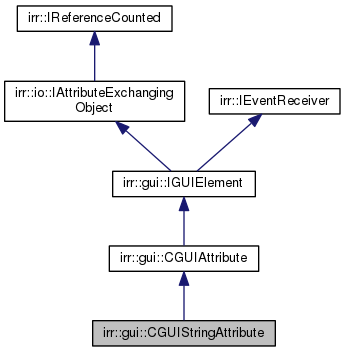 irr::IReferenceCounted
irr::io::IAttributeExchanging
Object
irr::IEventReceiver
irr::gui::IGUIElement
irr::gui::CGUIAttribute
irr::gui::CGUIStringAttribute